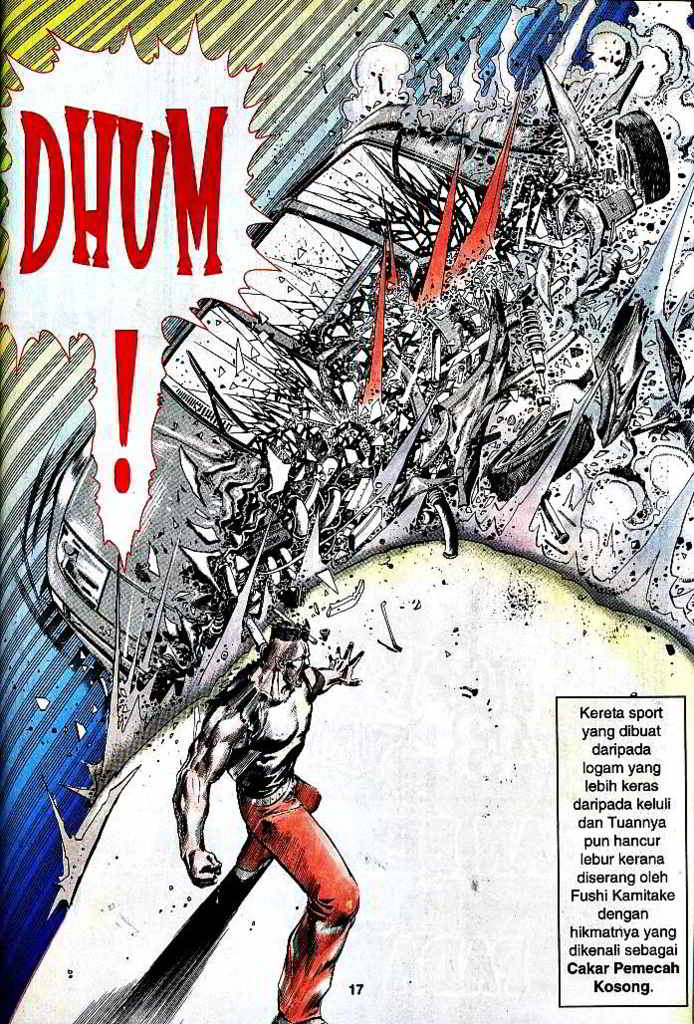 DHUM
!
Kereta sport
yang dibuat
daripada
logam yang
lebih keras
daripada keluli
dan Tuannya
pun hancur
lebur kerana
diserang oleh
Fushi Kamitake
dengan
hikmatnya yang
dikenali sebagai
Cakar Pemecah
Kosong.
17